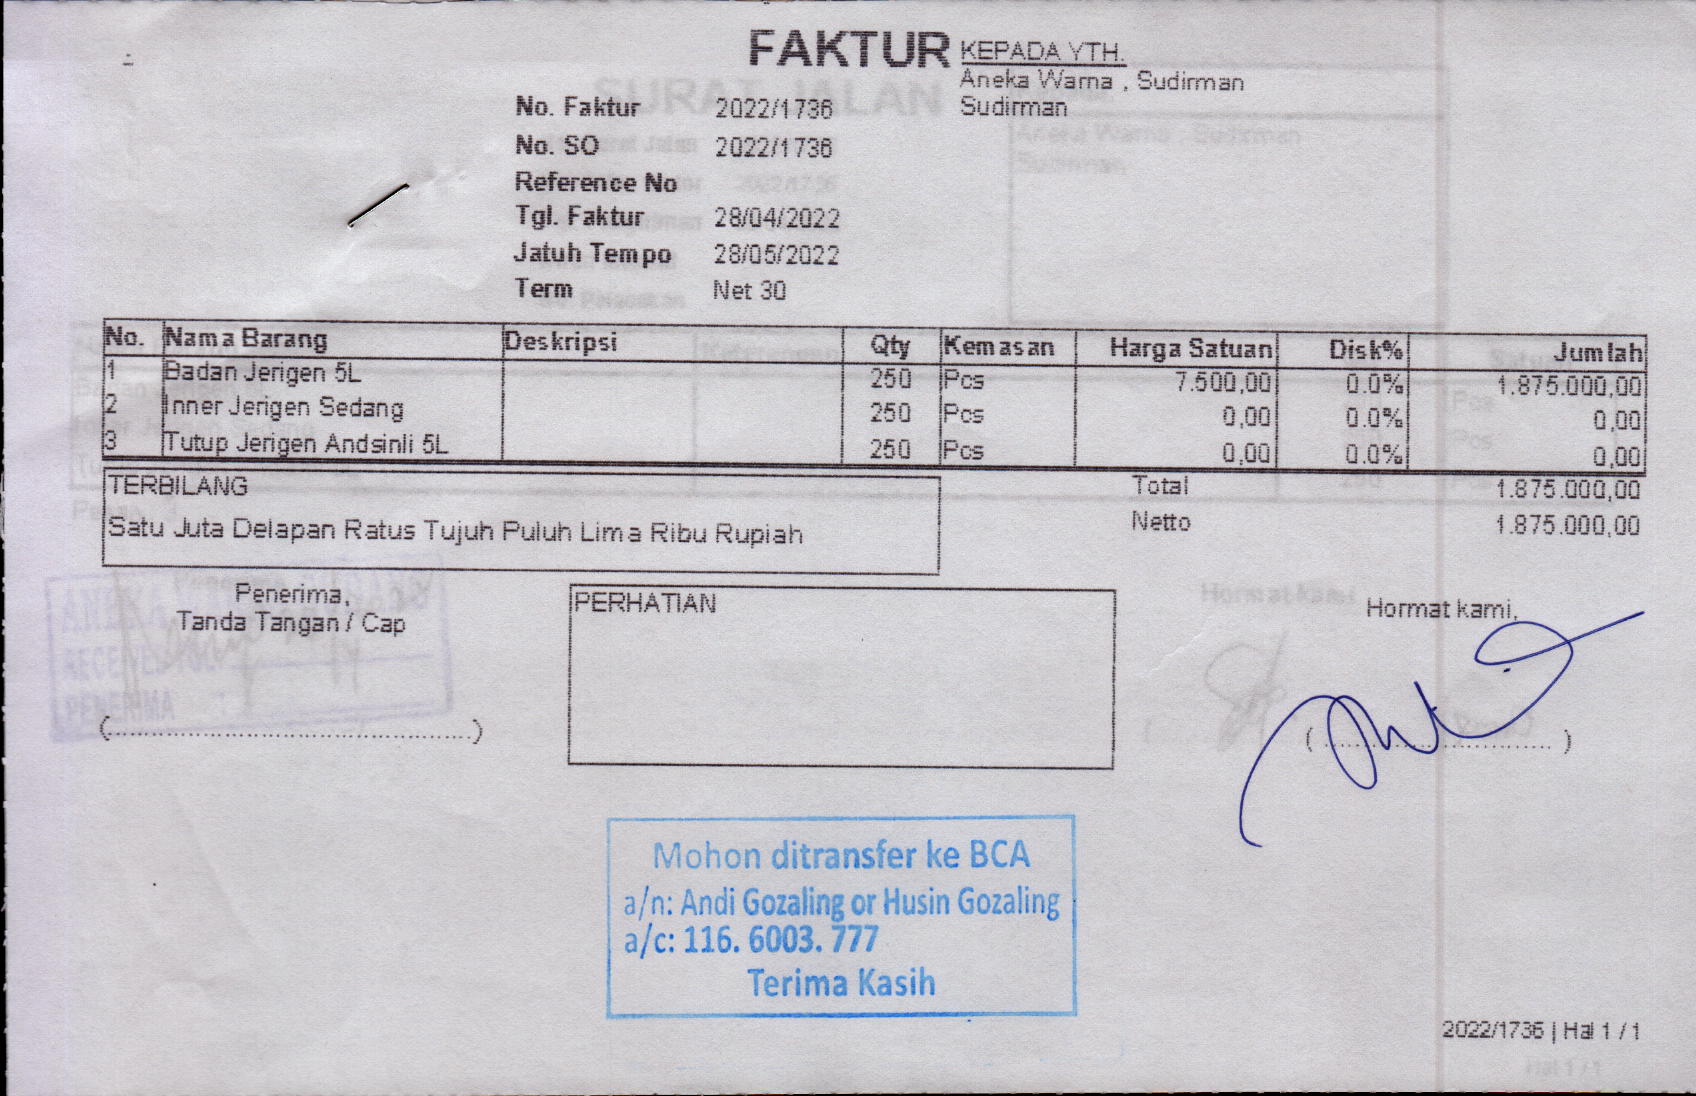 FAKTUR
KEPADA YTH.
Aneka Warna , Sudirman
Sudirman
No. Faktur 2022/1736
No. SO 2022/1736
Reference No
Tgl. Faktur 28/04/2022
Jatuh Tempo 28/05/2022
Term Net 30
No. Nama Barang Deskripsi Qty Kemasan Harga Satuan Disk% Jumlah
1 Badan Jerigen 5L 250 Pcs 7.500,00 0.0% 1.875.000,00
2 Inner Jerigen Sedang 250 Pcs 0,00 0.0% 0,00
3 Tutup Jerigen Andsinli 5L 250 Pcs 0,00 0.0% 0,00
TERBILANG
Satu Juta Delapan Ratus Tujuh Puluh Lima Ribu Rupiah
Total 1.875.000,00
Netto 1.875.000,00
Penerima,
Tanda Tangan / Cap
(..............................................)
PERHATIAN
Hormat kami,
( ............................. )
Mohon ditransfer ke BCA
a/n: Andi Gozaling or Husin Gozaling
a/c: 116. 6003. 777
Terima Kasih
2022/1736 | Hal 1 / 1